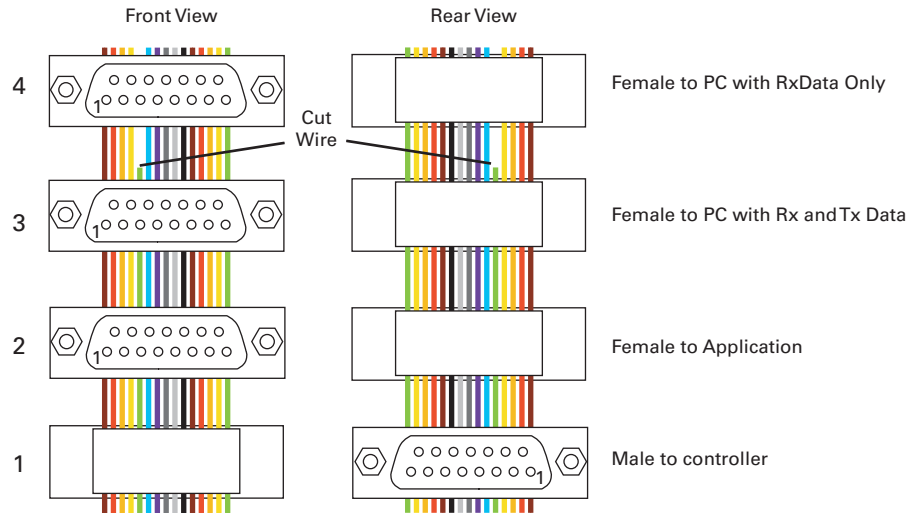 Front View
Rear View
4
1
Female to PC with RxData Only
Cut
Wire
3
1
Female to PC with Rx and Tx Data
2
1
Female to Application
1
1
Male to controller